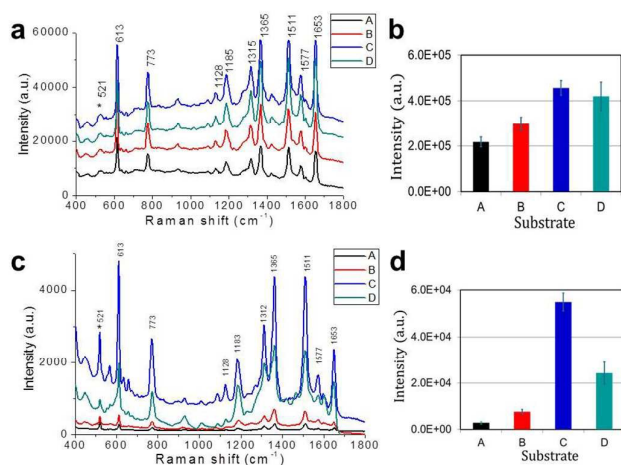 a
613
773
1128
1185
1315
1365
1511
1577
1653
* 521
A
B
C
D
60000
40000
20000
0
Intensity (a.u.)
400 600 800 1000 1200 1400 1600 1800
Raman shift (cm-1)
b
6.0E+05
4.0E+05
2.0E+05
0.0E+00
Intensity (a.u.)
A B C D
Substrate
c
613
773
1128
1183
1312
1365
1511
1577
1653
* 521
A
B
C
D
4000
2000
0
Intensity (a.u.)
400 600 800 1000 1200 1400 1600 1800
Raman shift (cm-1)
d
6.0E+04
4.0E+04
2.0E+04
0.0E+00
Intensity (a.u.)
A B C D
Substrate